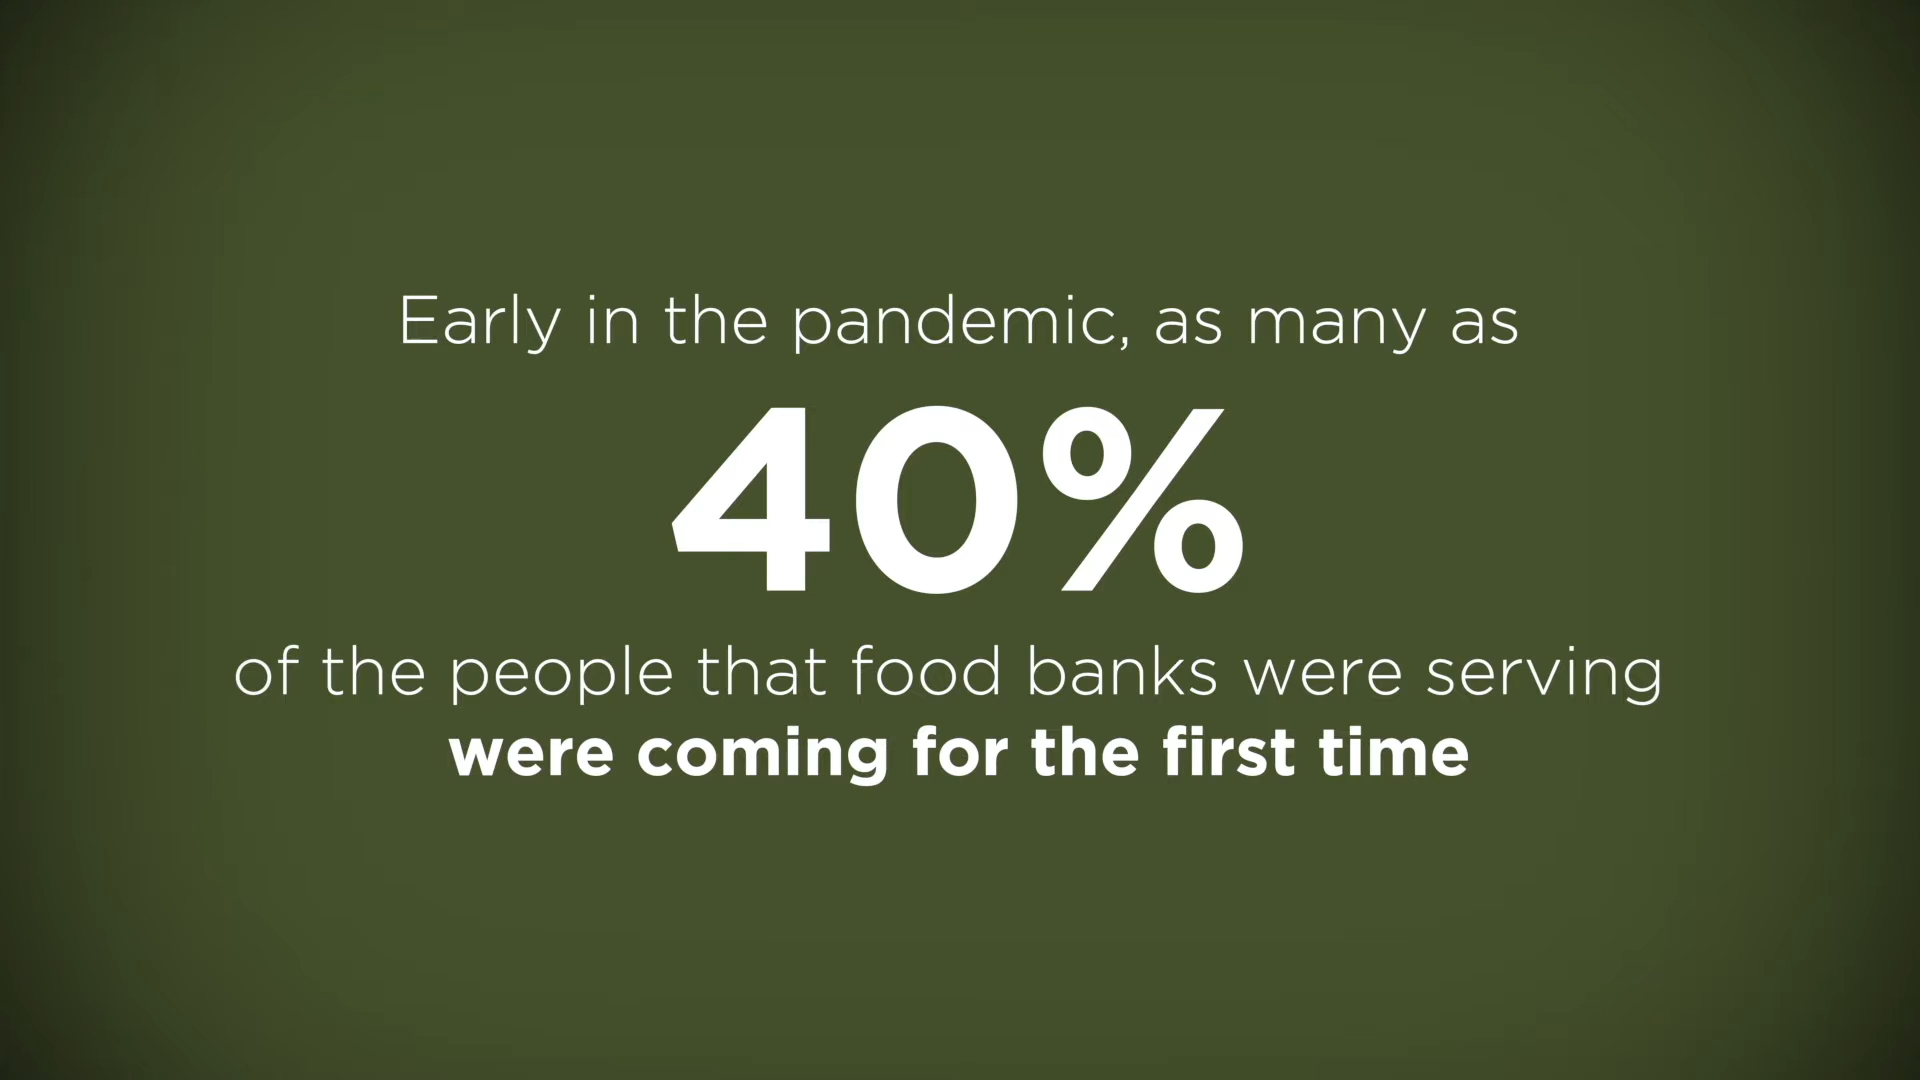 Early in the pandemic, as many as
40%
of the people that food banks were serving
were coming for the first time